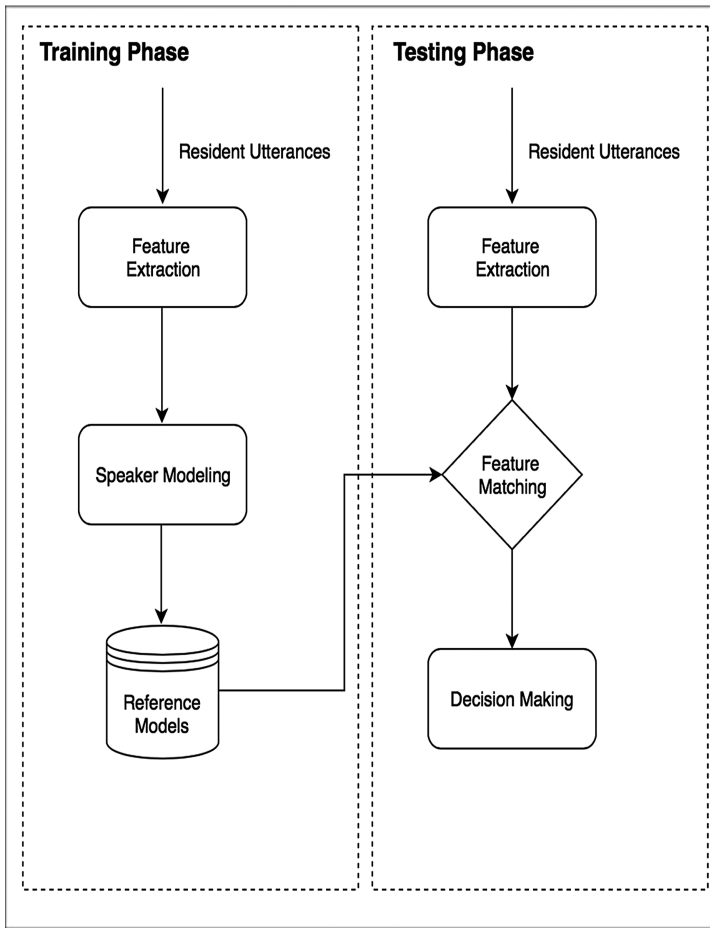 Training Phase
Resident Utterances
Feature
Extraction
Speaker Modeling
Reference
Models
Testing Phase
Resident Utterances
Feature
Extraction
Feature
Matching
Decision Making